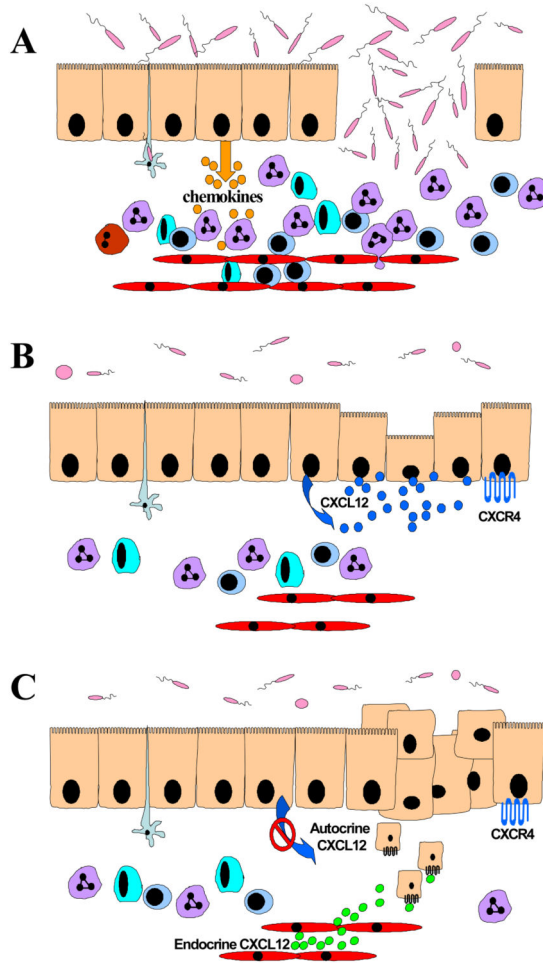 A
chemokines
B
CXCL12
CXCR4
C
Autocrine
CXCL12
CXCR4
Endocrine CXCL12